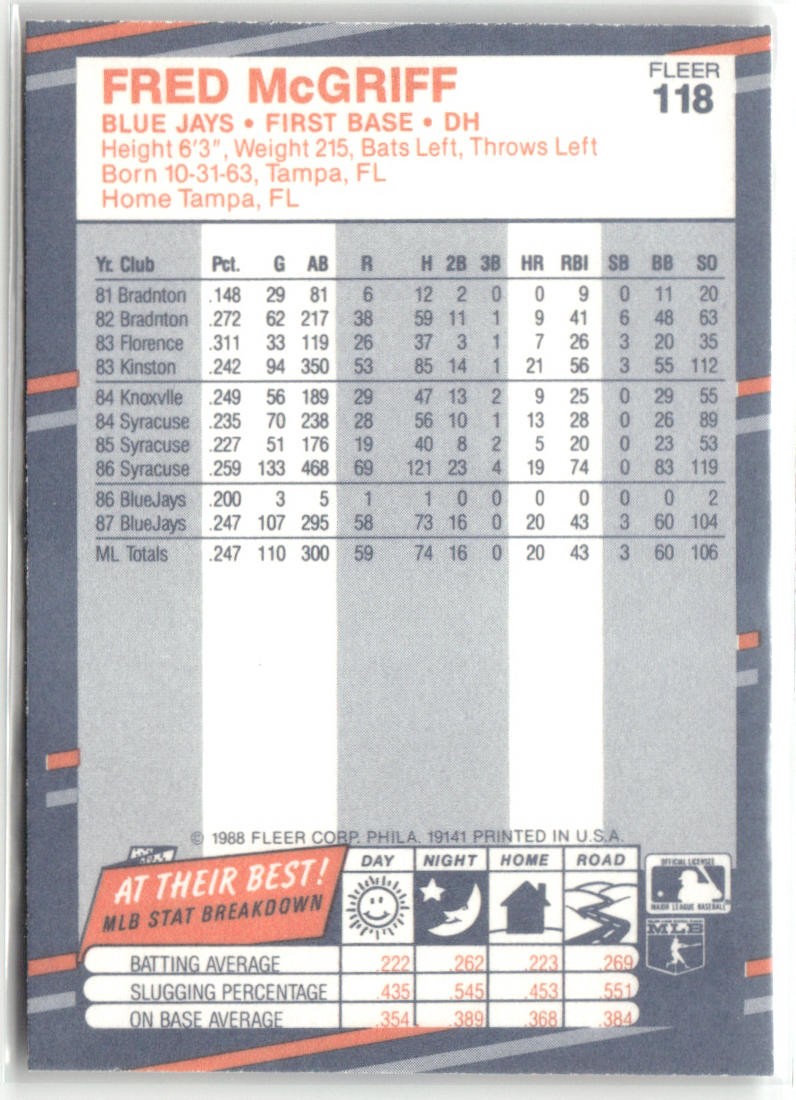 FRED McGRIFF
FLEER
118
BLUE JAYS • FIRST BASE • DH
Height 6'3", Weight 215, Bats Left, Throws Left
Born 10-31-63, Tampa, FL
Home Tampa, FL
Yr. Club Pct. G AB R H 2B 3B HR RBI SB BB SO
81 Bradnton .148 29 81 6 12 2 0 0 9 0 11 20
82 Bradnton .272 62 217 38 59 11 1 9 41 6 48 63
83 Florence .311 33 119 26 37 3 1 7 26 3 20 35
83 Kinston .242 94 350 53 85 14 1 21 56 3 55 112
84 Knoxvlle .249 56 189 29 47 13 2 9 25 0 29 55
84 Syracuse .235 70 238 28 56 10 1 13 28 0 26 89
85 Syracuse .227 51 176 19 40 8 2 5 20 0 23 53
86 Syracuse .259 133 468 69 121 23 4 19 74 0 83 119
86 BlueJays .200 3 5 1 1 0 0 0 0 0 0 2
87 BlueJays .247 107 295 58 73 16 0 20 43 3 60 104
ML Totals .247 110 300 59 74 16 0 20 43 3 60 106
© 1988 FLEER CORP. PHILA. 19141 PRINTED IN U.S.A.
AT THEIR BEST!
MLB STAT BREAKDOWN
DAY NIGHT HOME ROAD
BATTING AVERAGE .222 .262 .223 .269
SLUGGING PERCENTAGE .435 .545 .453 .551
ON BASE AVERAGE .354 .389 .368 .384
OFFICIAL LICENSEE
MAJOR LEAGUE BASEBALL
MLB